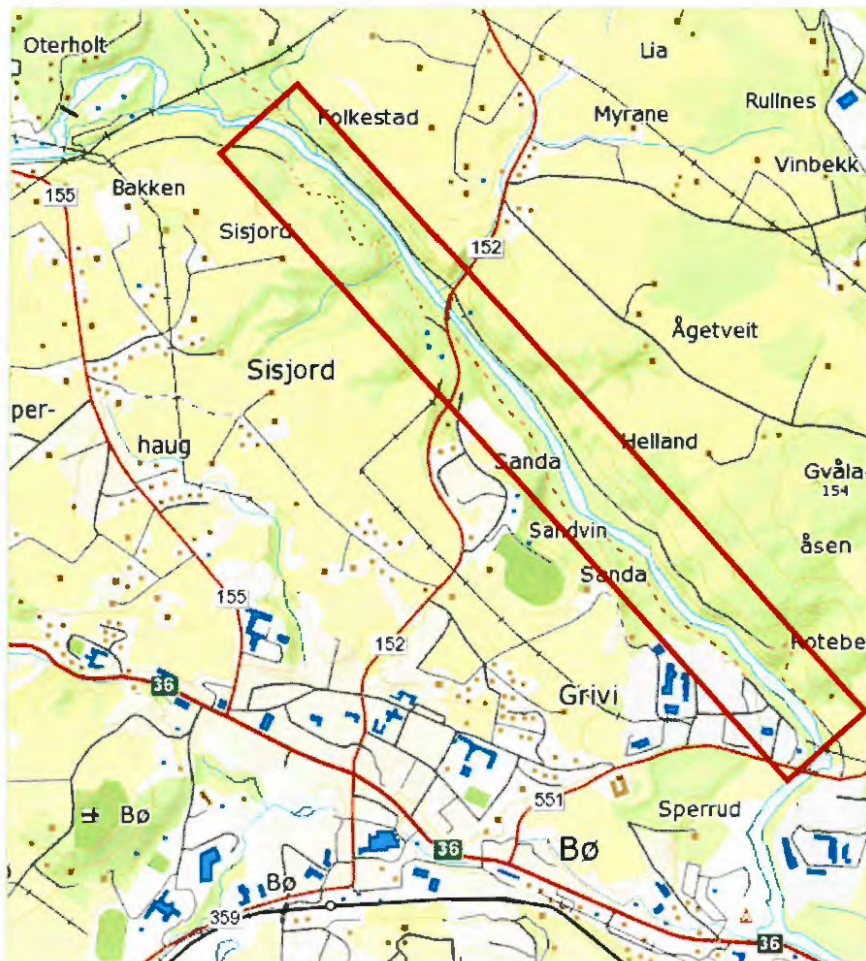 Oterholt
Lia
Folkestad
Myrane
Rullnes
Vinbekk
Bakken
155
Sisjord
152
Ågetveit
Sisjord
per-
haug
Helland
Sanda
Gvåla-
154
Sandvin
åsen
Sanda
155
152
Rotebe
36
Grivi
551
Sperrud
Bø
36
Bø
Bø
359
36